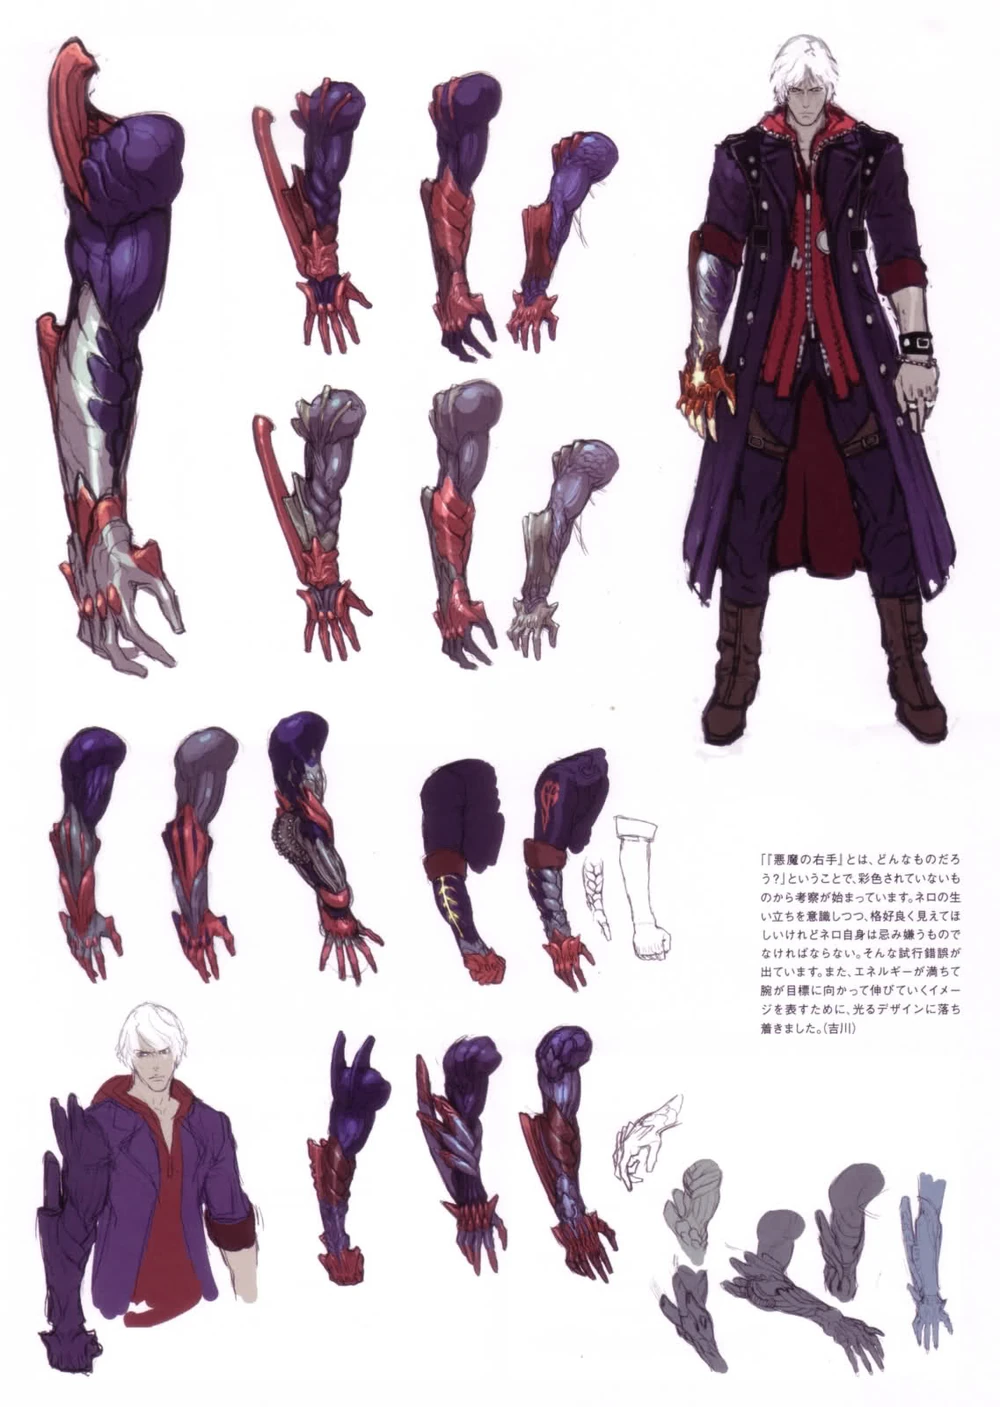 「『悪魔の右手』とは、どんなものだろ
う?」ということで、彩色されていないも
のから考察が始まっています。ネロの生
い立ちを意識しつつ、格好良く見えてほ
しいけれどネロ自身は忌み嫌うもので
なければならない。そんな試行錯誤が
出ています。また、エネルギーが満ちて
腕が目標に向かって伸びていくイメー
ジを表すために、光るデザインに落ち
着きました。(吉川)